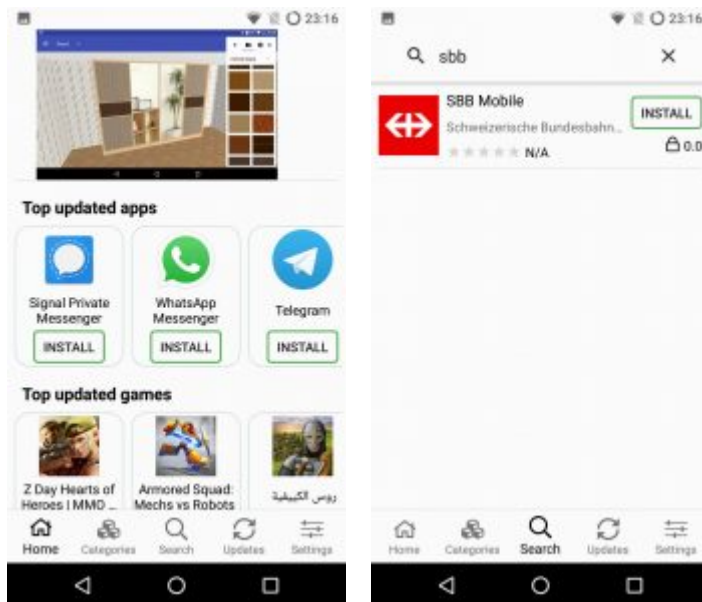 23:16
Top updated apps
Signal Private
Messenger
INSTALL
WhatsApp
Messenger
INSTALL
Telegram
INSTALL
Top updated games
Z Day Hearts of
Heroes | MMO ...
Armored Squad:
Mechs vs Robots
Home
Categories
Search
Updates
Settings
23:16
sbb
SBB Mobile
Schweizerische Bundesbahn...
N/A
INSTALL
0.0
Home
Categories
Search
Updates
Settings